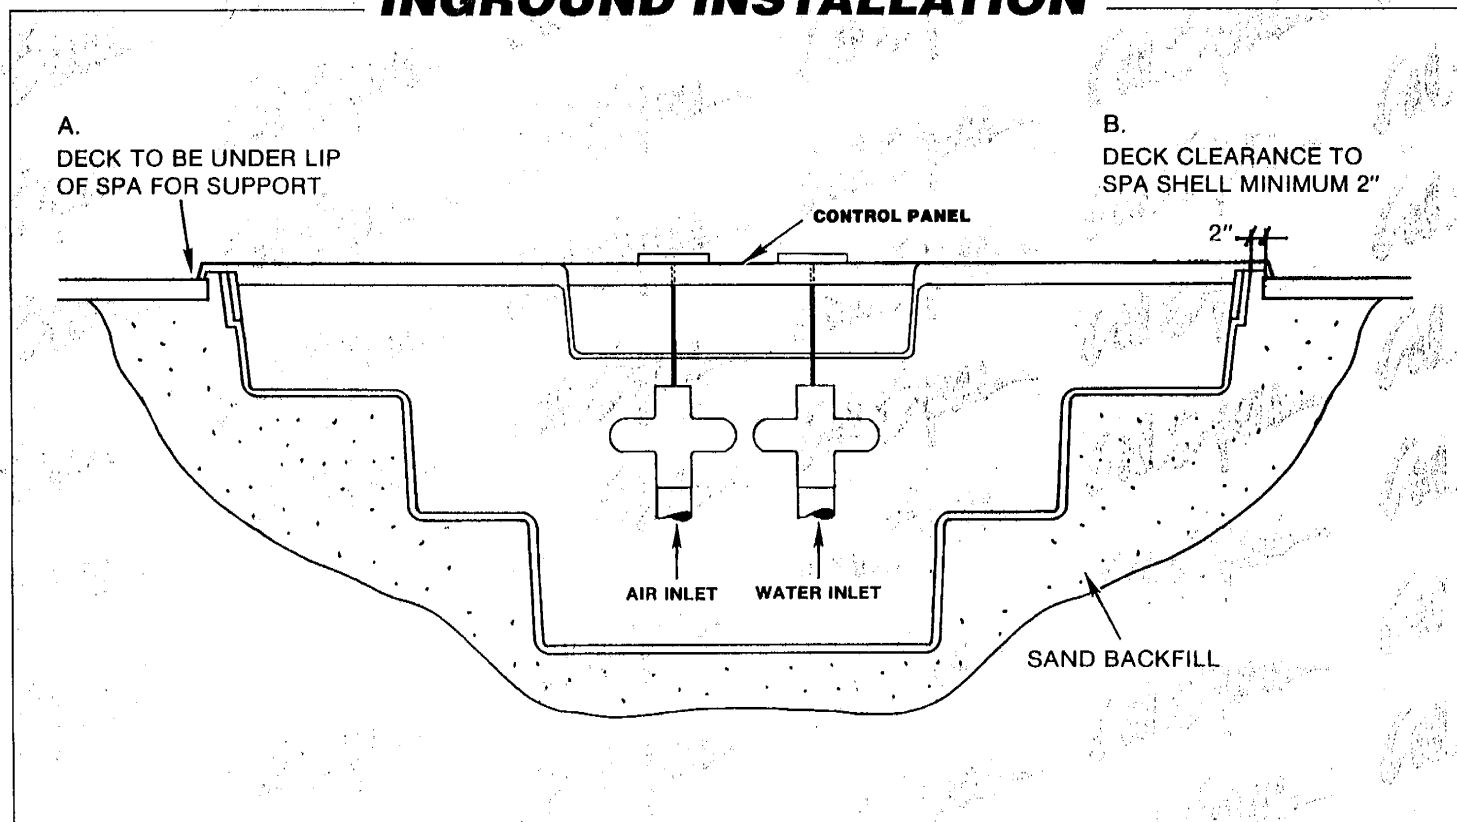 INGROUND INSTALLATION
A.
DECK TO BE UNDER LIP
OF SPA FOR SUPPORT
B.
DECK CLEARANCE TO
SPA SHELL MINIMUM 2"
CONTROL PANEL
2"
AIR INLET
WATER INLET
SAND BACKFILL